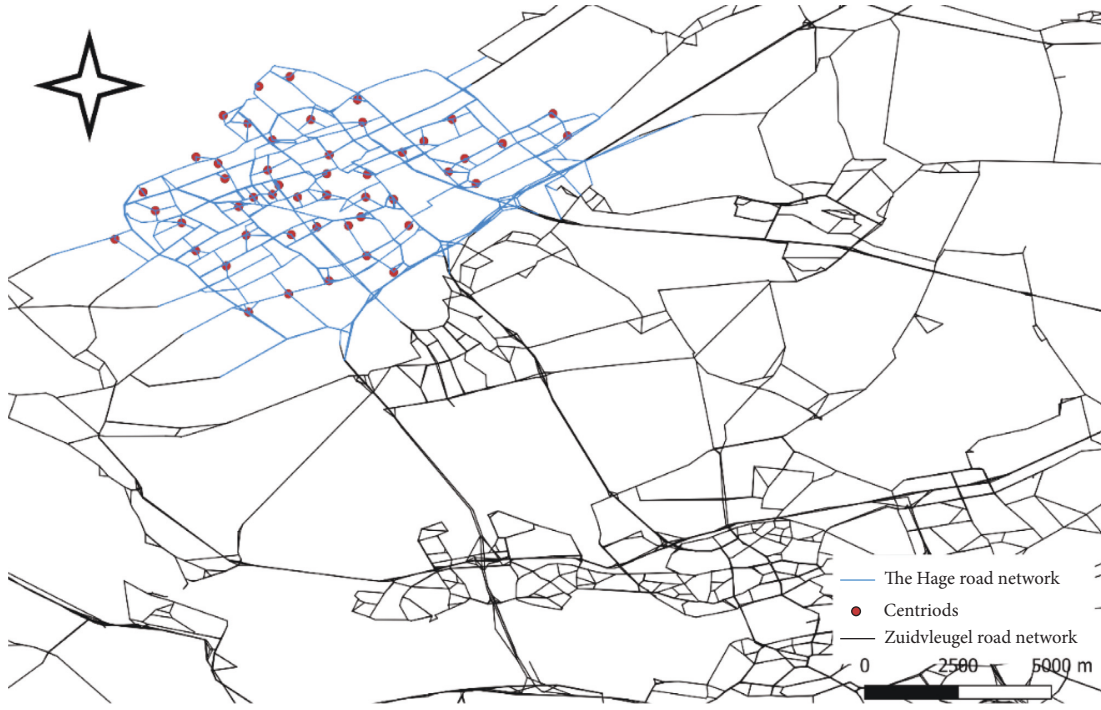 The Hage road network
Centriods
Zuidvleugel road network
0 2500 5000 m